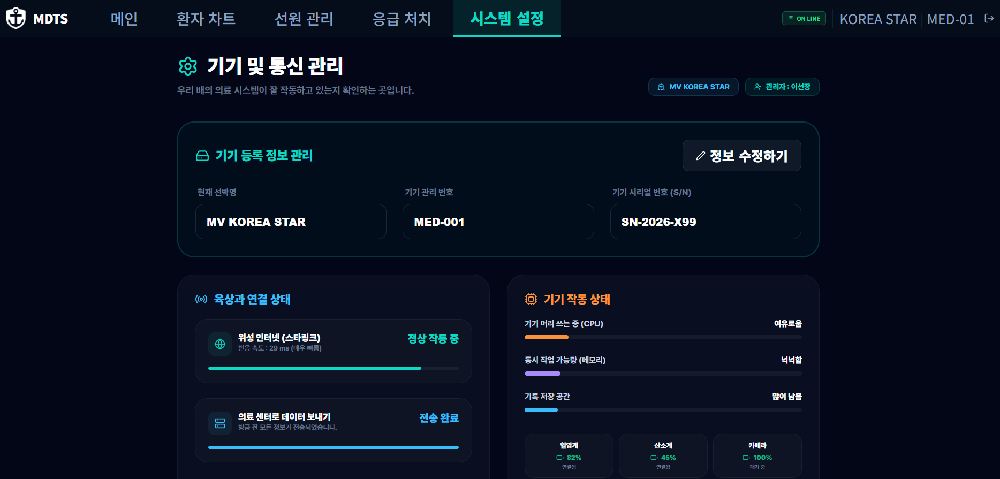 MDTS
메인
환자 차트
선원 관리
응급 처치
시스템 설정
ON LINE
KOREA STAR
MED-01
기기 및 통신 관리
우리 배의 의료 시스템이 잘 작동하고 있는지 확인하는 곳입니다.
MV KOREA STAR
관리자 : 이선장
기기 등록 정보 관리
정보 수정하기
현재 선박명
기기 관리 번호
기기 시리얼 번호 (S/N)
MV KOREA STAR
MED-001
SN-2026-X99
육상과 연결 상태
위성 인터넷 (스타링크)
반응 속도 : 29 ms (매우 빠름)
정상 작동 중
의료 센터로 데이터 보내기
방금 전 모든 정보가 전송되었습니다.
전송 완료
기기 작동 상태
기기 머리 쓰는 중 (CPU)
여유로움
동시 작업 가능량 (메모리)
넉넉함
기록 저장 공간
많이 남음
혈압계
82%
연결됨
산소계
45%
연결됨
카메라
100%
대기 중